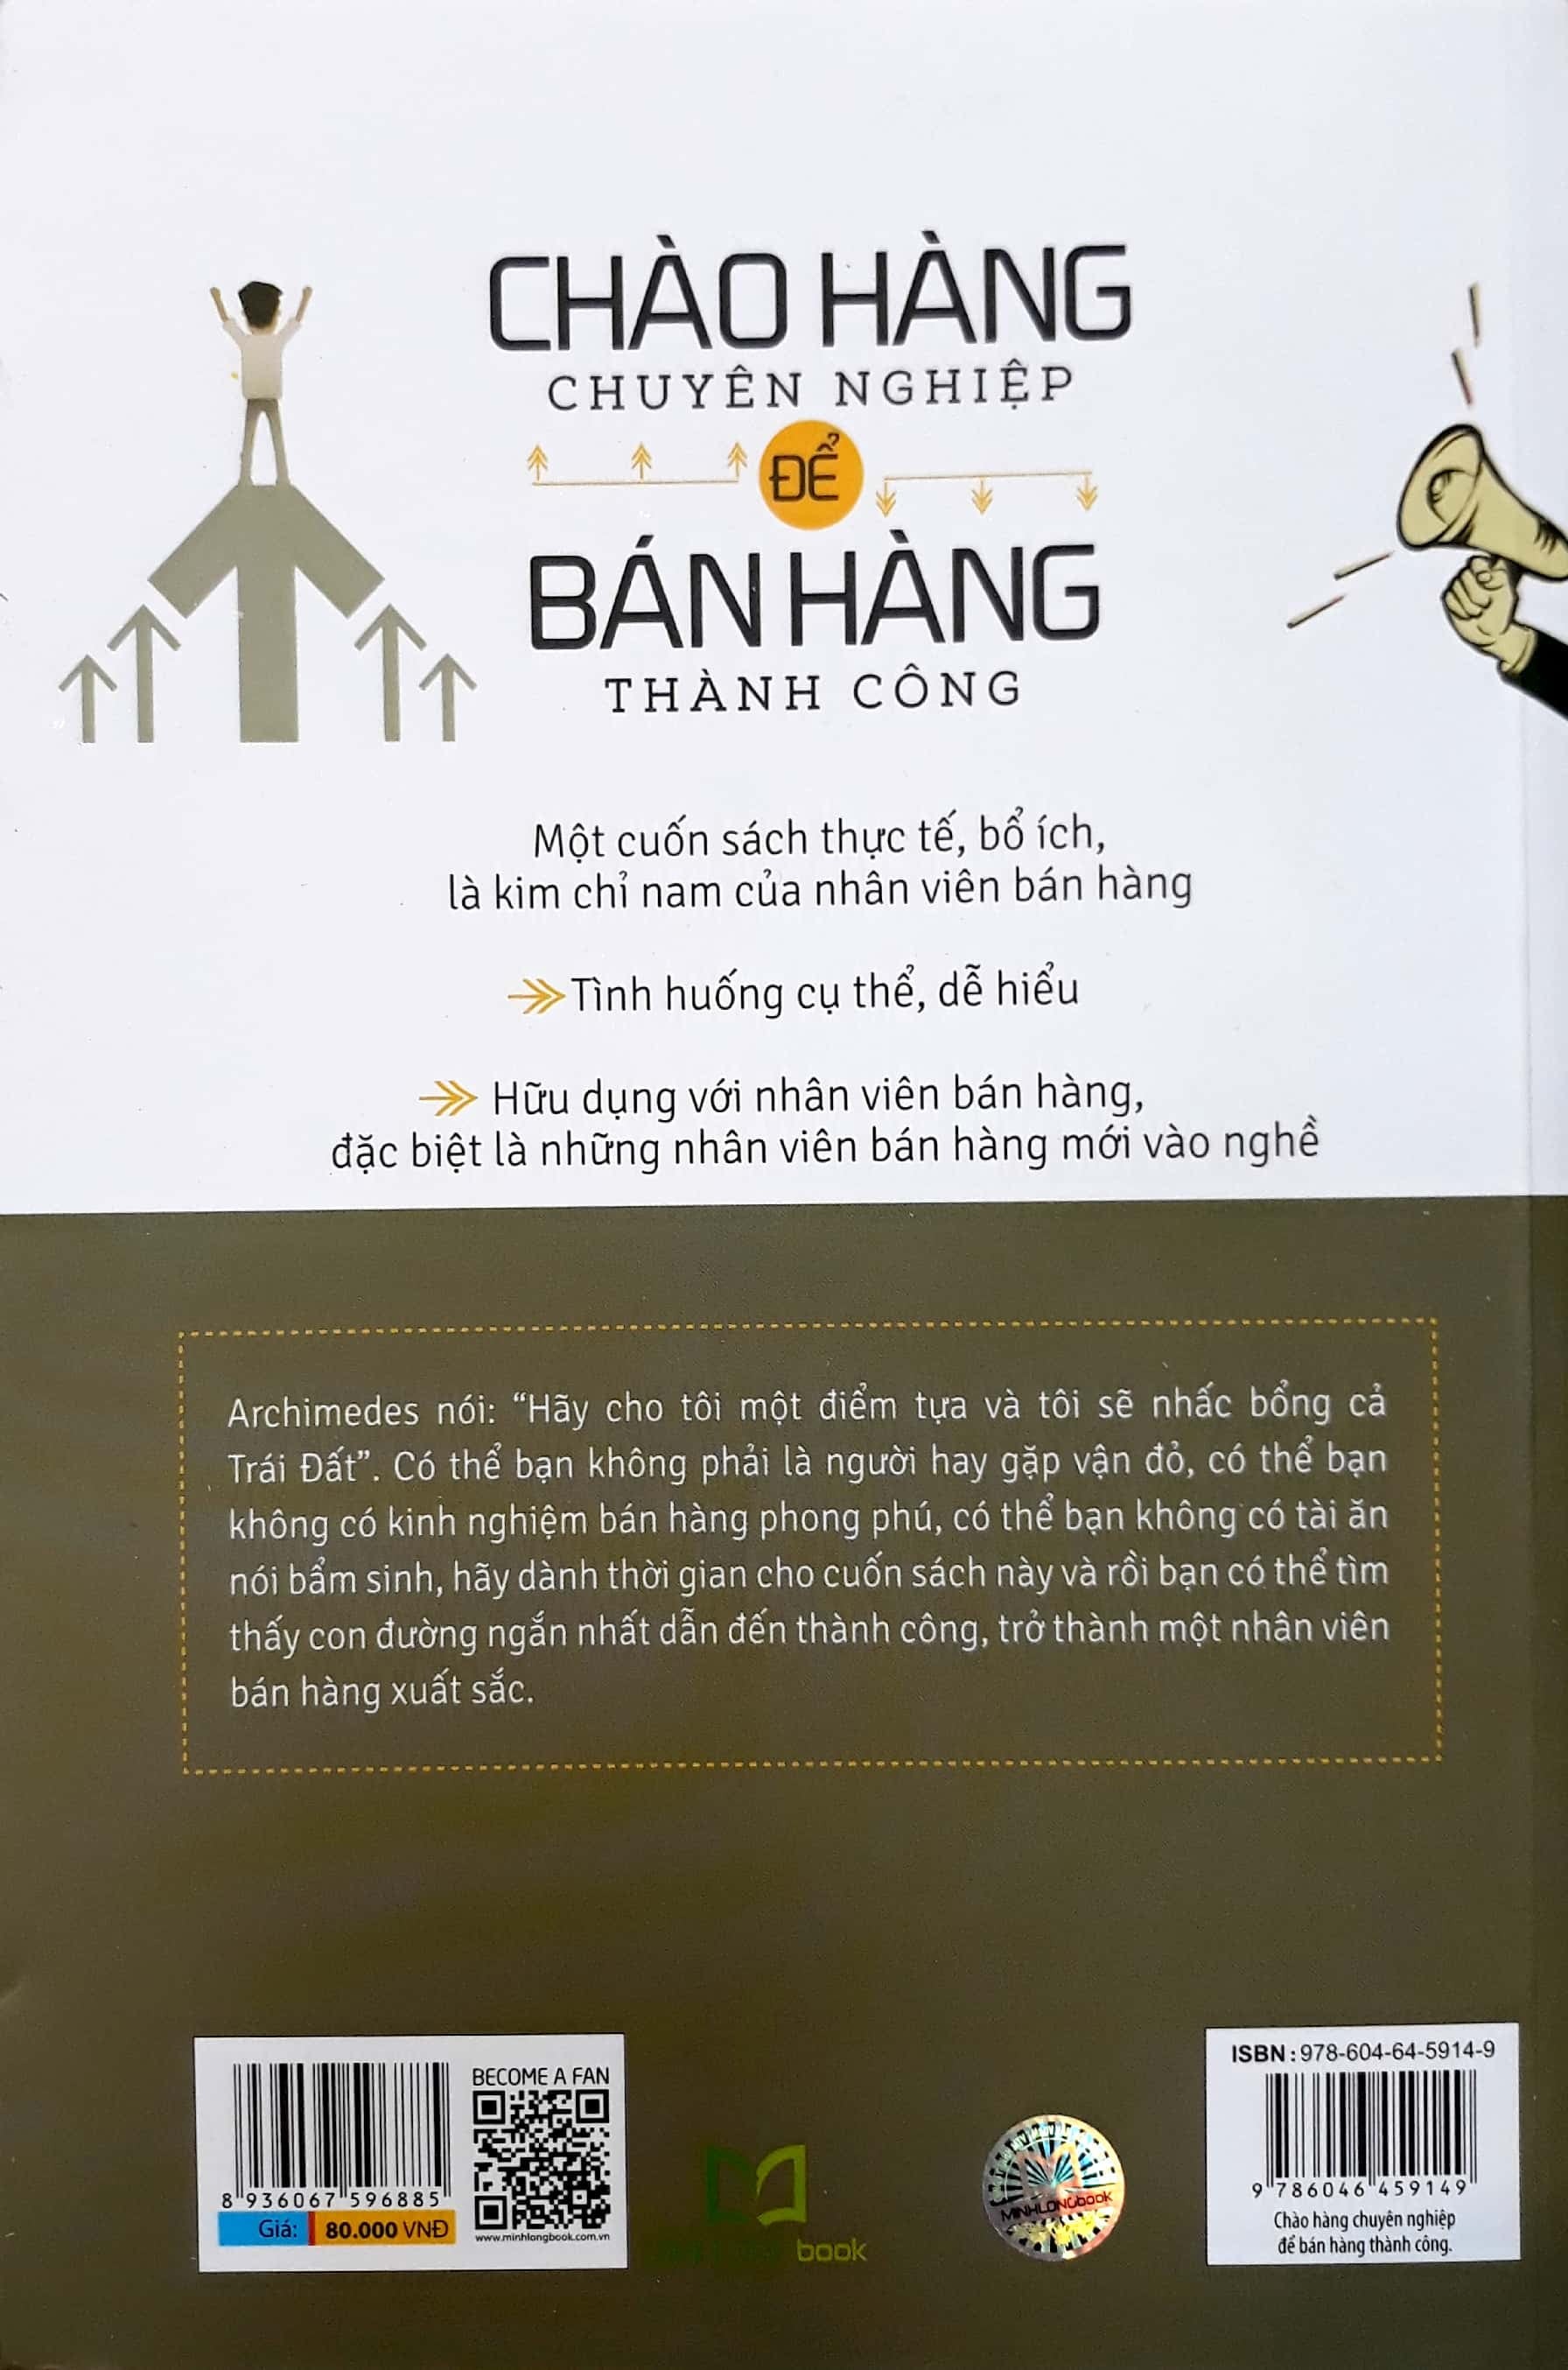 CHÀO HÀNG
CHUYÊN NGHIỆP
ĐỂ
BÁN HÀNG
THÀNH CÔNG
Một cuốn sách thực tế, bổ ích,
là kim chỉ nam của nhân viên bán hàng
Tình huống cụ thể, dễ hiểu
Hữu dụng với nhân viên bán hàng,
đặc biệt là những nhân viên bán hàng mới vào nghề
Archimedes nói: “Hãy cho tôi một điểm tựa và tôi sẽ nhấc bổng cả
Trái Đất”. Có thể bạn không phải là người hay gặp vận đỏ, có thể bạn
không có kinh nghiệm bán hàng phong phú, có thể bạn không có tài ăn
nói bẩm sinh, hãy dành thời gian cho cuốn sách này và rồi bạn có thể tìm
thấy con đường ngắn nhất dẫn đến thành công, trở thành một nhân viên
bán hàng xuất sắc.
8 936067 596885
Giá: 80.000 VNĐ
BECOME A FAN
www.minhlongbook.com.vn
book
MINHLONGbook
ISBN : 978-604-64-5914-9
9 786046 459149
Chào hàng chuyên nghiệp
để bán hàng thành công.